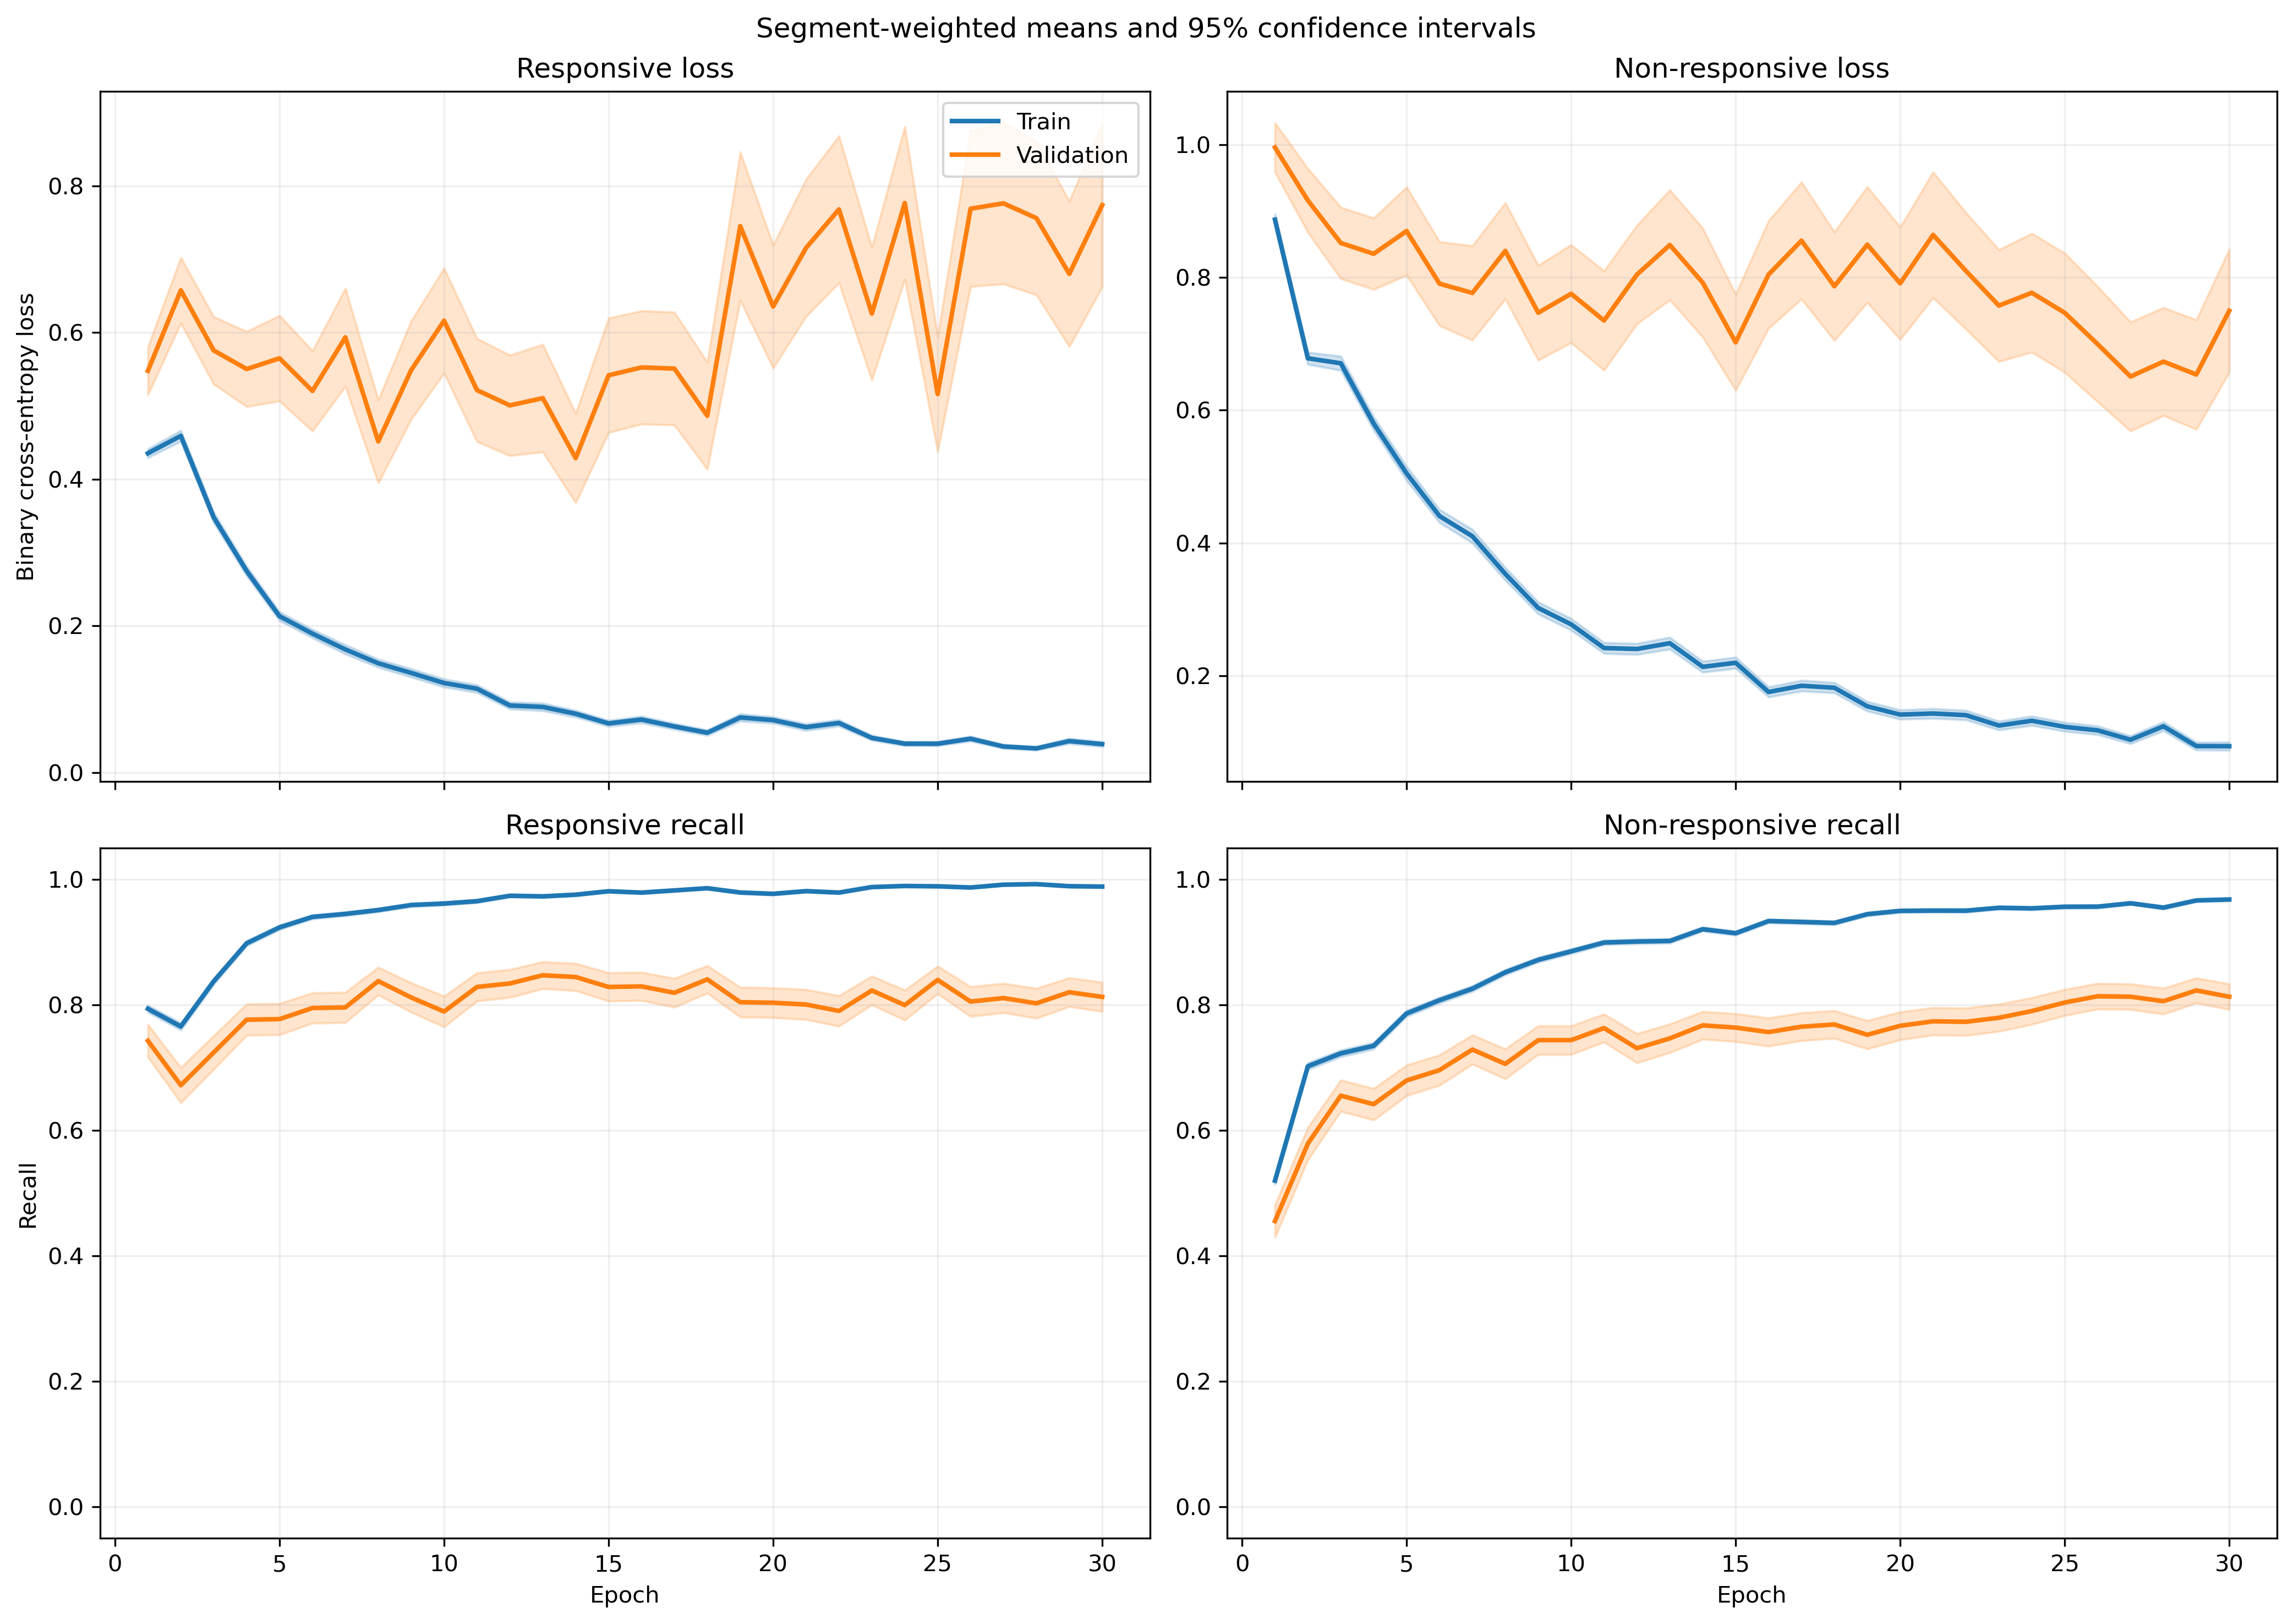 Segment-weighted means and 95% confidence intervals
Responsive loss
Non-responsive loss
Train
Validation
Binary cross-entropy loss
0.8
0.6
0.4
0.2
0.0
1.0
0.8
0.6
0.4
0.2
Responsive recall
Non-responsive recall
Recall
1.0
0.8
0.6
0.4
0.2
0.0
0 5 10 15 20 25 30
Epoch
1.0
0.8
0.6
0.4
0.2
0.0
0 5 10 15 20 25 30
Epoch